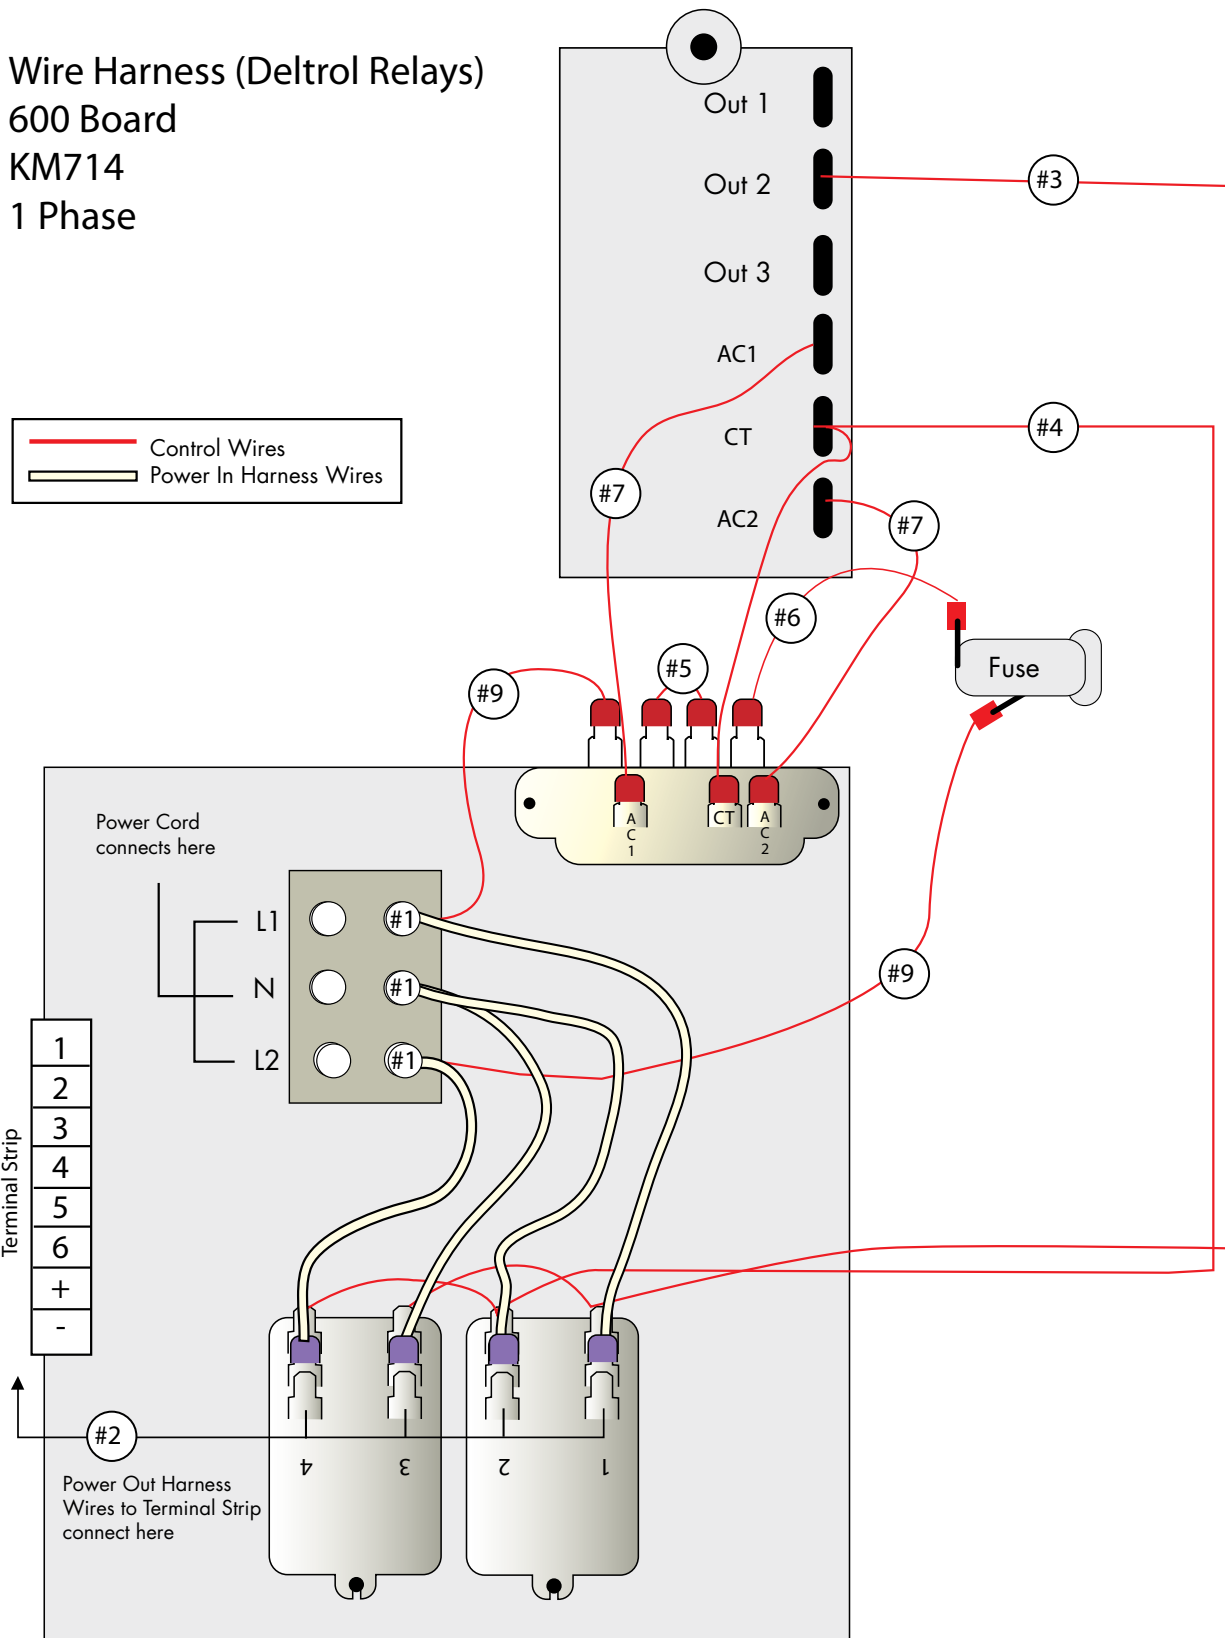 Wire Harness (Deltrol Relays)
600 Board
KM714
1 Phase
Out 1
Out 2
Out 3
AC1
CT
AC2
#3
#4
#7
#7
Control Wires
Power In Harness Wires
#6
#5
#9
Fuse
AC1
CT
AC2
Power Cord
connects here
L1
N
L2
#1
#1
#1
#9
Terminal Strip
1
2
3
4
5
6
+
-
#2
4
3
2
1
Power Out Harness
Wires to Terminal Strip
connect here